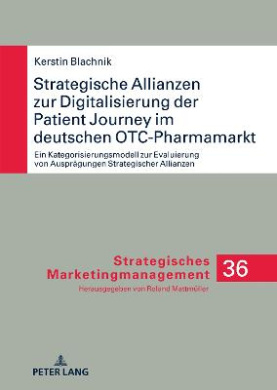 Kerstin Blachnik
Strategische Allianzen
zur Digitalisierung der
Patient Journey im
deutschen OTC-Pharmamarkt
Ein Kategorisierungsmodell zur Evaluierung
von Ausprägungen Strategischer Allianzen
Strategisches
Marketingmanagement
36
Herausgegeben von Roland Mattmüller
PETER LANG